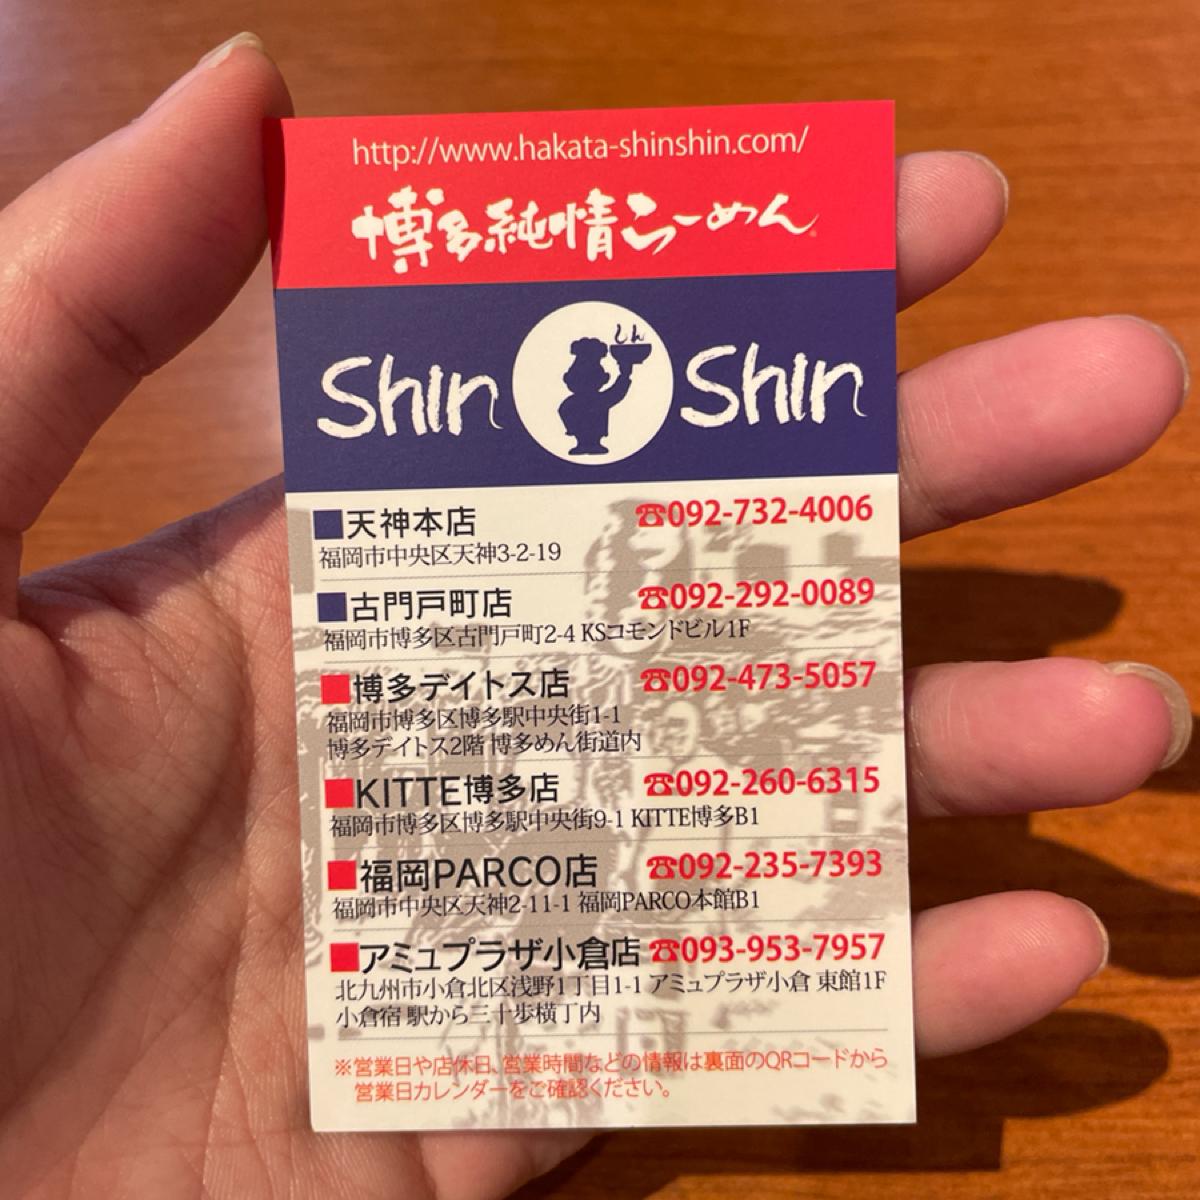 http://www.hakata-shinshin.com/
博多純情らーめん
Shin しん Shin
■天神本店 ☎092-732-4006
福岡市中央区天神3-2-19
■古門戸町店 ☎092-292-0089
福岡市博多区古門戸町2-4 KSコモンドビル1F
■博多デイトス店 ☎092-473-5057
福岡市博多区博多駅中央街1-1
博多デイトス2階 博多めん街道内
■KITTE博多店 ☎092-260-6315
福岡市博多区博多駅中央街9-1 KITTE博多B1
■福岡PARCO店 ☎092-235-7393
福岡市中央区天神2-11-1 福岡PARCO本館B1
■アミュプラザ小倉店 ☎093-953-7957
北九州市小倉北区浅野1丁目1-1 アミュプラザ小倉 東館1F
小倉宿 駅から三十歩横丁内
※営業日や店休日、営業時間などの情報は裏面のQRコードから
営業日カレンダーをご確認ください。